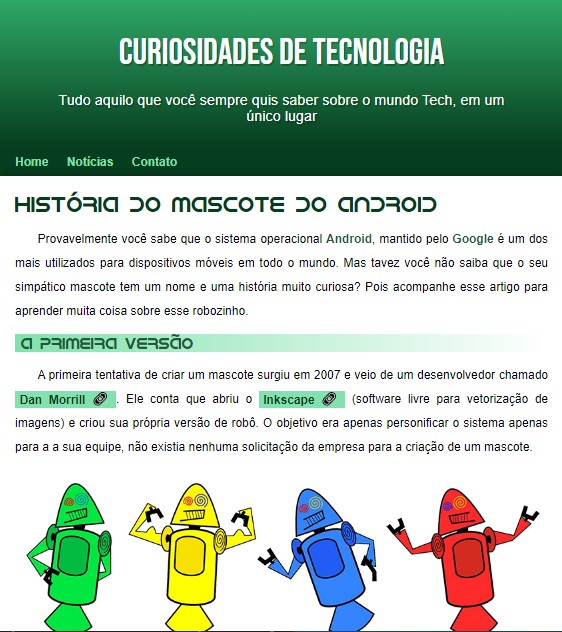 CURIOSIDADES DE TECNOLOGIA
Tudo aquilo que você sempre quis saber sobre o mundo Tech, em um
único lugar
Home Notícias Contato
HISTÓRIA DO MASCOTE DO ANDROID
Provavelmente você sabe que o sistema operacional Android, mantido pelo Google é um dos
mais utilizados para dispositivos móveis em todo o mundo. Mas tavez você não saiba que o seu
simpático mascote tem um nome e uma história muito curiosa? Pois acompanhe esse artigo para
aprender muita coisa sobre esse robozinho.
A PRIMEIRA VERSÃO
A primeira tentativa de criar um mascote surgiu em 2007 e veio de um desenvolvedor chamado
Dan Morrill . Ele conta que abriu o Inkscape (software livre para vetorização de
imagens) e criou sua própria versão de robô. O objetivo era apenas personificar o sistema apenas
para a a sua equipe, não existia nenhuma solicitação da empresa para a criação de um mascote.